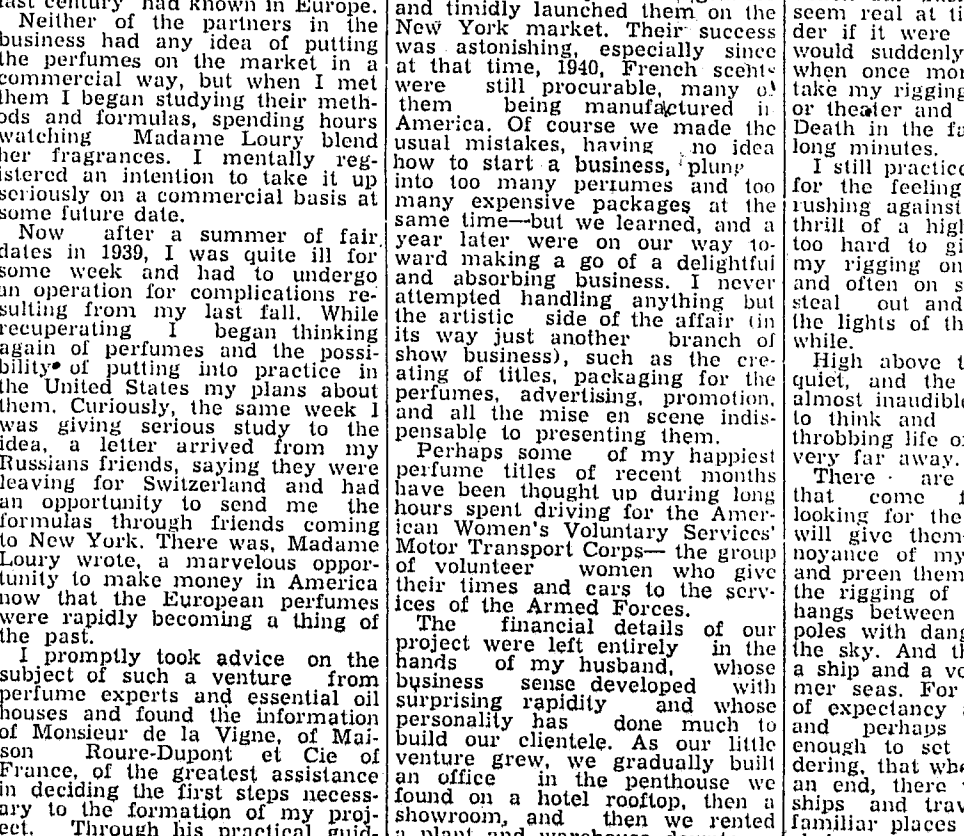 last century had known in Europe.
Neither of the partners in the
business had any idea of putting
the perfumes on the market in a
commercial way, but when I met
them I began studying their meth-
ods and formulas, spending hours
watching Madame Loury blend
her fragrances. I mentally reg-
istered an intention to take it up
seriously on a commercial basis at
some future date.
Now after a summer of fair
dates in 1939, I was quite ill for
some week and had to undergo
an operation for complications re-
sulting from my last fall. While
recuperating I began thinking
again of perfumes and the possi-
bility of putting into practice in
the United States my plans about
them. Curiously, the same week I
was giving serious study to the
idea, a letter arrived from my
Russians friends, saying they were
leaving for Switzerland and had
an opportunity to send me the
formulas through friends coming
to New York. There was, Madame
Loury wrote, a marvelous oppor-
tunity to make money in America
now that the European perfumes
were rapidly becoming a thing of
the past.
I promptly took advice on the
subject of such a venture from
perfume experts and essential oil
houses and found the information
of Monsieur de la Vigne, of Mai-
son Roure-Dupont et Cie of
France, of the greatest assistance
in deciding the first steps necess-
ary to the formation of my proj-
ect. Through his practical guid-
and timidly launched them on the
New York market. Their success
was astonishing, especially since
at that time, 1940, French scents
were still procurable, many of
them being manufactured in
America. Of course we made the
usual mistakes, having no idea
how to start a business, plung
into too many perfumes and too
many expensive packages at the
same time—but we learned, and a
year later were on our way to-
ward making a go of a delightful
and absorbing business. I never
attempted handling anything but
the artistic side of the affair (in
its way just another branch of
show business), such as the cre-
ating of titles, packaging for the
perfumes, advertising, promotion,
and all the mise en scene indis-
pensable to presenting them.
Perhaps some of my happiest
perfume titles of recent months
have been thought up during long
hours spent driving for the Amer-
ican Women's Voluntary Services'
Motor Transport Corps— the group
of volunteer women who give
their times and cars to the serv-
ices of the Armed Forces.
The financial details of our
project were left entirely in the
hands of my husband, whose
business sense developed with
surprising rapidity and whose
personality has done much to
build our clientele. As our little
venture grew, we gradually built
an office in the penthouse we
found on a hotel rooftop, then a
showroom, and then we rented
a plant and warehouse
seem real at
der if it were
would suddenly
when once
take my rigging
or theater and
Death in the
long minutes.
I still practice
for the feeling
rushing against
thrill of a high
too hard to
my rigging on
and often on
steal out and
the lights of
while.
High above
quiet, and the
almost inaudible
to think and
throbbing life
very far away.
There are
that come
looking for the
will give them
noyance of my
and preen them
the rigging of
hangs between
poles with
the sky. And
a ship and a
mer seas. For
of expectancy
and perhaps
enough to set
dering, that
an end, there
ships and
familiar places